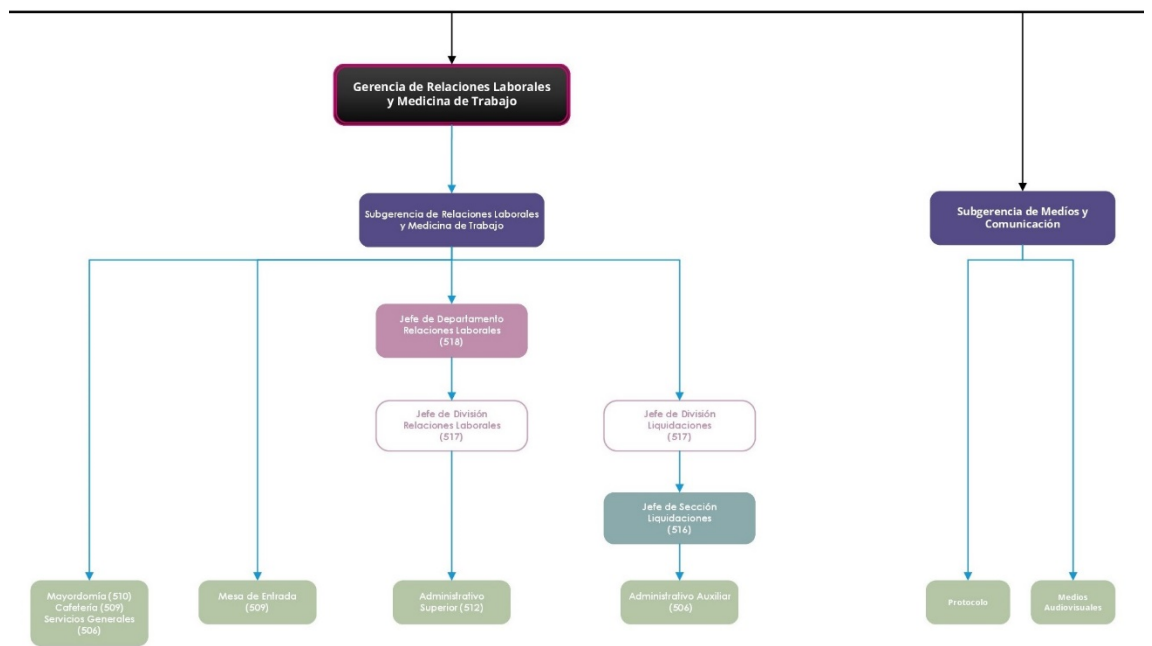 Gerencia de Relaciones Laborales
y Medicina de Trabajo
Subgerencia de Relaciones Laborales
y Medicina de Trabajo
Subgerencia de Medios y
Comunicación
Jefe de Departamento
Relaciones Laborales
(518)
Jefe de División
Relaciones Laborales
(517)
Jefe de División
Liquidaciones
(517)
Jefe de Sección
Liquidaciones
(516)
Mayordomía (510)
Cafetería (509)
Servicios Generales
(506)
Mesa de Entrada
(509)
Administrativo
Superior (512)
Administrativo Auxiliar
(506)
Protocolo
Medios
Audiovisuales